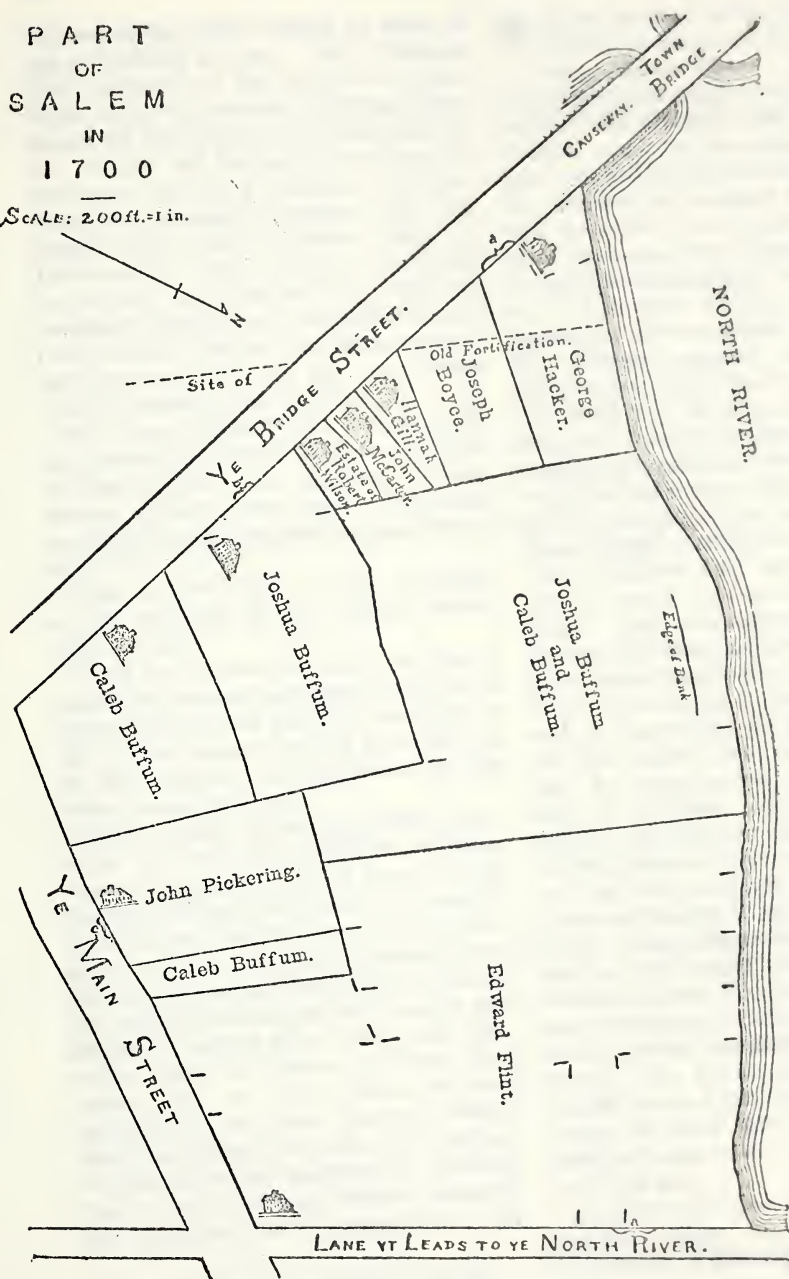 PART
OF
SALEM
IN
1700
SCALE: 200 ft. = 1 in.
N
TOWN
BRIDGE
CAUSEWAY.
a
NORTH RIVER.
YE BRIDGE STREET.
b
Site of
Old Fortification.
George
Hacker.
Joseph
Boyce.
Hannah
Gill.
John
McCarter.
Estate of
Robert
Wilson.
Joshua Buffum.
Caleb Buffum.
Joshua Buffum
and
Caleb Buffum.
Edge of Bank
John Pickering.
Caleb Buffum.
YE MAIN STREET
Edward Flint.
LANE YT LEADS TO YE NORTH RIVER.